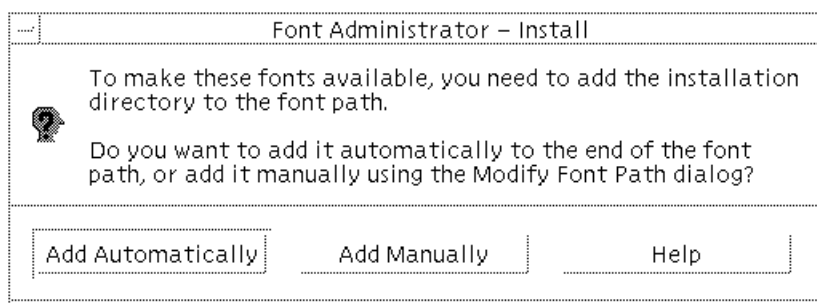 Font Administrator – Install
To make these fonts available, you need to add the installation
directory to the font path.
Do you want to add it automatically to the end of the font
path, or add it manually using the Modify Font Path dialog?
Add Automatically
Add Manually
Help